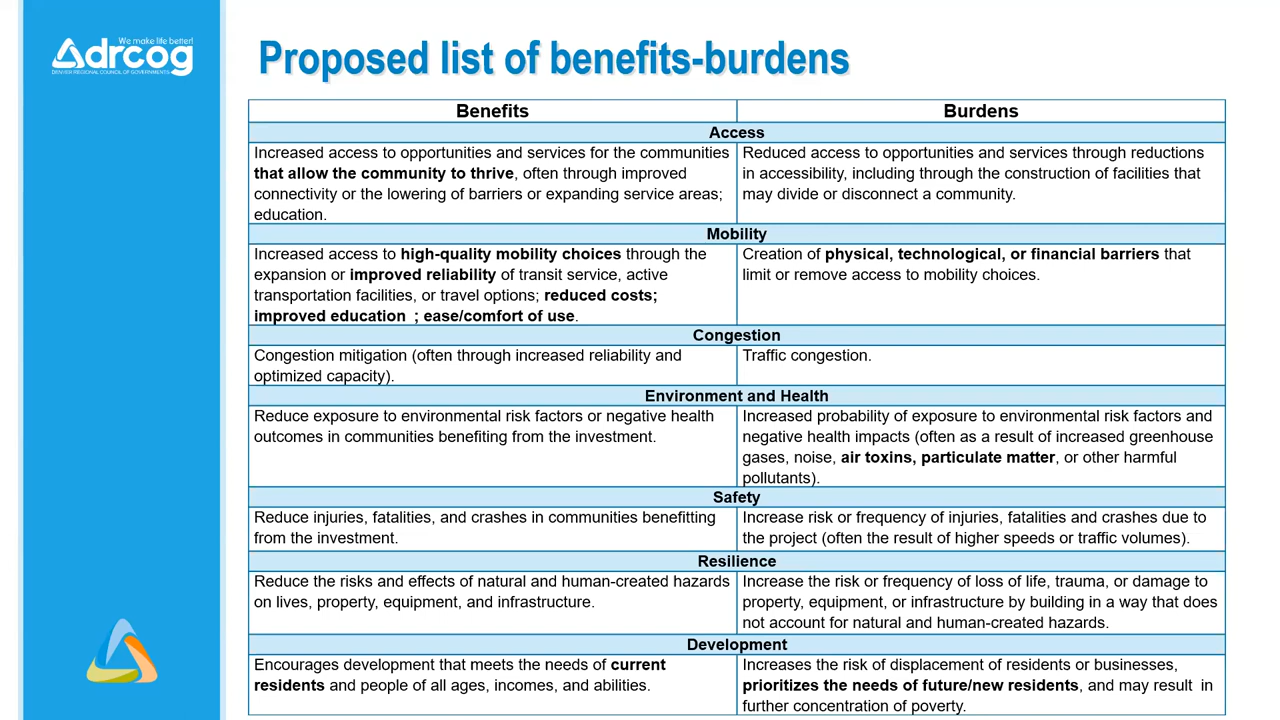 We make life better!
drcog
DENVER REGIONAL COUNCIL OF GOVERNMENTS
Proposed list of benefits-burdens
Benefits
Burdens
Access
Increased access to opportunities and services for the communities
that allow the community to thrive, often through improved
connectivity or the lowering of barriers or expanding service areas;
education.
Reduced access to opportunities and services through reductions
in accessibility, including through the construction of facilities that
may divide or disconnect a community.
Mobility
Increased access to high-quality mobility choices through the
expansion or improved reliability of transit service, active
transportation facilities, or travel options; reduced costs;
improved education ; ease/comfort of use.
Creation of physical, technological, or financial barriers that
limit or remove access to mobility choices.
Congestion
Congestion mitigation (often through increased reliability and
optimized capacity).
Traffic congestion.
Environment and Health
Reduce exposure to environmental risk factors or negative health
outcomes in communities benefiting from the investment.
Increased probability of exposure to environmental risk factors and
negative health impacts (often as a result of increased greenhouse
gases, noise, air toxins, particulate matter, or other harmful
pollutants).
Safety
Reduce injuries, fatalities, and crashes in communities benefitting
from the investment.
Increase risk or frequency of injuries, fatalities and crashes due to
the project (often the result of higher speeds or traffic volumes).
Resilience
Reduce the risks and effects of natural and human-created hazards
on lives, property, equipment, and infrastructure.
Increase the risk or frequency of loss of life, trauma, or damage to
property, equipment, or infrastructure by building in a way that does
not account for natural and human-created hazards.
Development
Encourages development that meets the needs of current
residents and people of all ages, incomes, and abilities.
Increases the risk of displacement of residents or businesses,
prioritizes the needs of future/new residents, and may result in
further concentration of poverty.